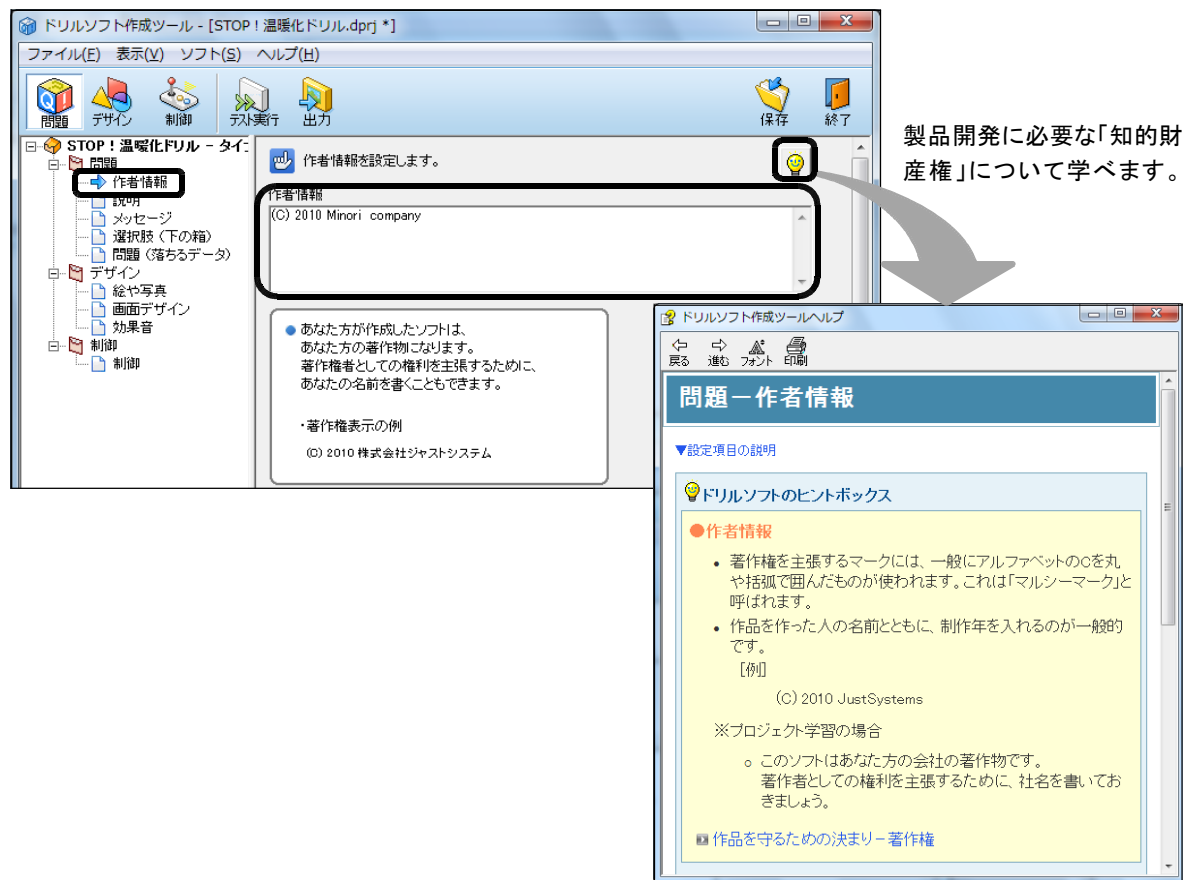 ドリルソフト作成ツール - [STOP！温暖化ドリル.dprj *]
ファイル(F) 表示(V) ソフト(S) ヘルプ(H)
問題 デザイン 制御 テスト実行 出力 保存 終了
STOP！温暖化ドリル - タイ
問題
作者情報
説明
メッセージ
選択肢（下の箱）
問題（落ちるデータ）
デザイン
絵や写真
画面デザイン
効果音
制御
制御
作者情報を設定します。
作者情報
(C) 2010 Minori company
あなた方が作成したソフトは、
あなた方の著作物になります。
著作権者としての権利を主張するために、
あなたの名前を書くこともできます。
・著作権表示の例
(C) 2010 株式会社ジャストシステム
製品開発に必要な「知的財
産権」について学べます。
ドリルソフト作成ツールヘルプ
戻る 進む フォント 印刷
問題－作者情報
▼設定項目の説明
ドリルソフトのヒントボックス
●作者情報
• 著作権を主張するマークには、一般にアルファベットのCを丸
や括弧で囲んだものが使われます。これは「マルシーマーク」と
呼ばれます。
• 作品を作った人の名前とともに、制作年を入れるのが一般的
です。
[例]
(C) 2010 JustSystems
※プロジェクト学習の場合
o このソフトはあなた方の会社の著作物です。
著作者としての権利を主張するために、社名を書いてお
きましょう。
作品を守るための決まり－著作権